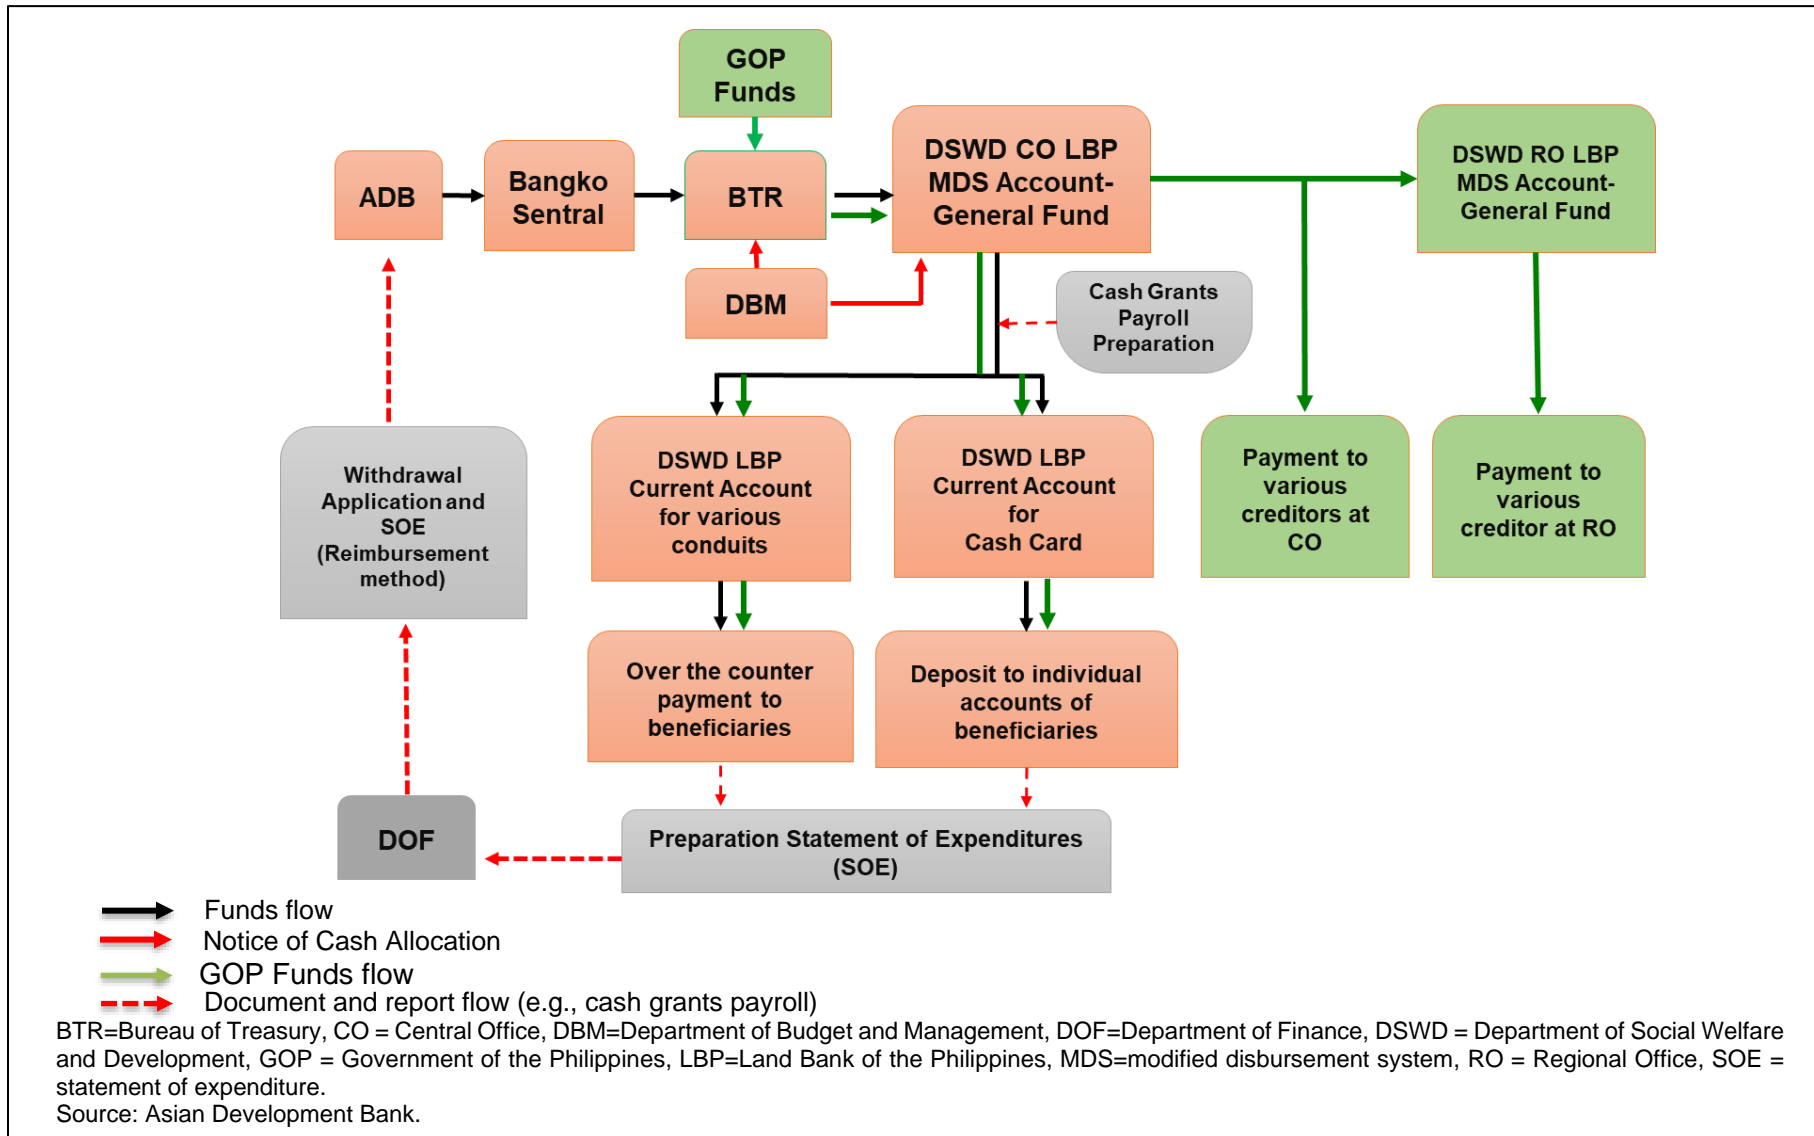 GOP
Funds
ADB
Bangko
Sentral
BTR
DSWD CO LBP
MDS Account-
General Fund
DSWD RO LBP
MDS Account-
General Fund
DBM
Cash Grants
Payroll
Preparation
Withdrawal
Application and
SOE
(Reimbursement
method)
DSWD LBP
Current Account
for various
conduits
DSWD LBP
Current Account
for
Cash Card
Payment to
various
creditors at
CO
Payment to
various
creditor at RO
Over the counter
payment to
beneficiaries
Deposit to individual
accounts of
beneficiaries
DOF
Preparation Statement of Expenditures
(SOE)
Funds flow
Notice of Cash Allocation
GOP Funds flow
Document and report flow (e.g., cash grants payroll)
BTR=Bureau of Treasury, CO = Central Office, DBM=Department of Budget and Management, DOF=Department of Finance, DSWD = Department of Social Welfare
and Development, GOP = Government of the Philippines, LBP=Land Bank of the Philippines, MDS=modified disbursement system, RO = Regional Office, SOE =
statement of expenditure.
Source: Asian Development Bank.